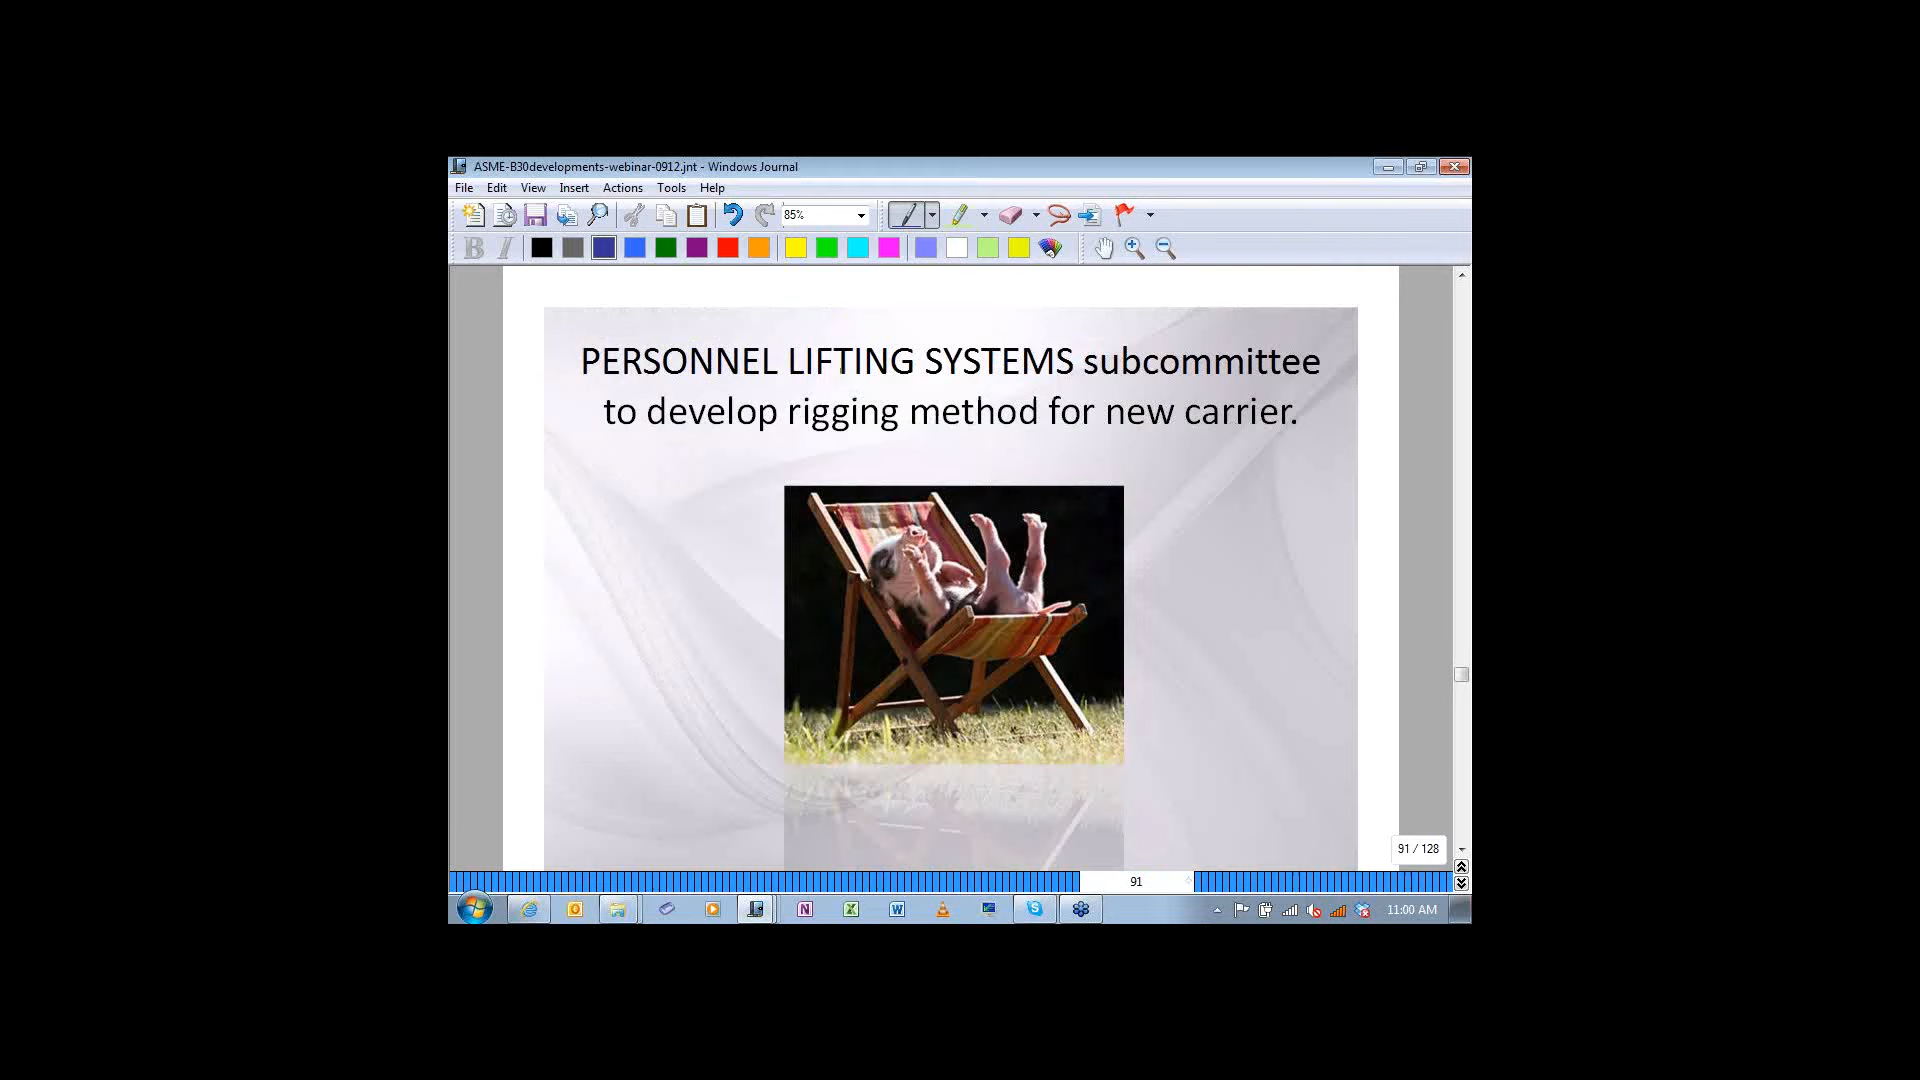 ASME-B30developments-webinar-0912.jnt - Windows Journal
File Edit View Insert Actions Tools Help
85%
B I
PERSONNEL LIFTING SYSTEMS subcommittee
to develop rigging method for new carrier.
91 / 128
91
11:00 AM